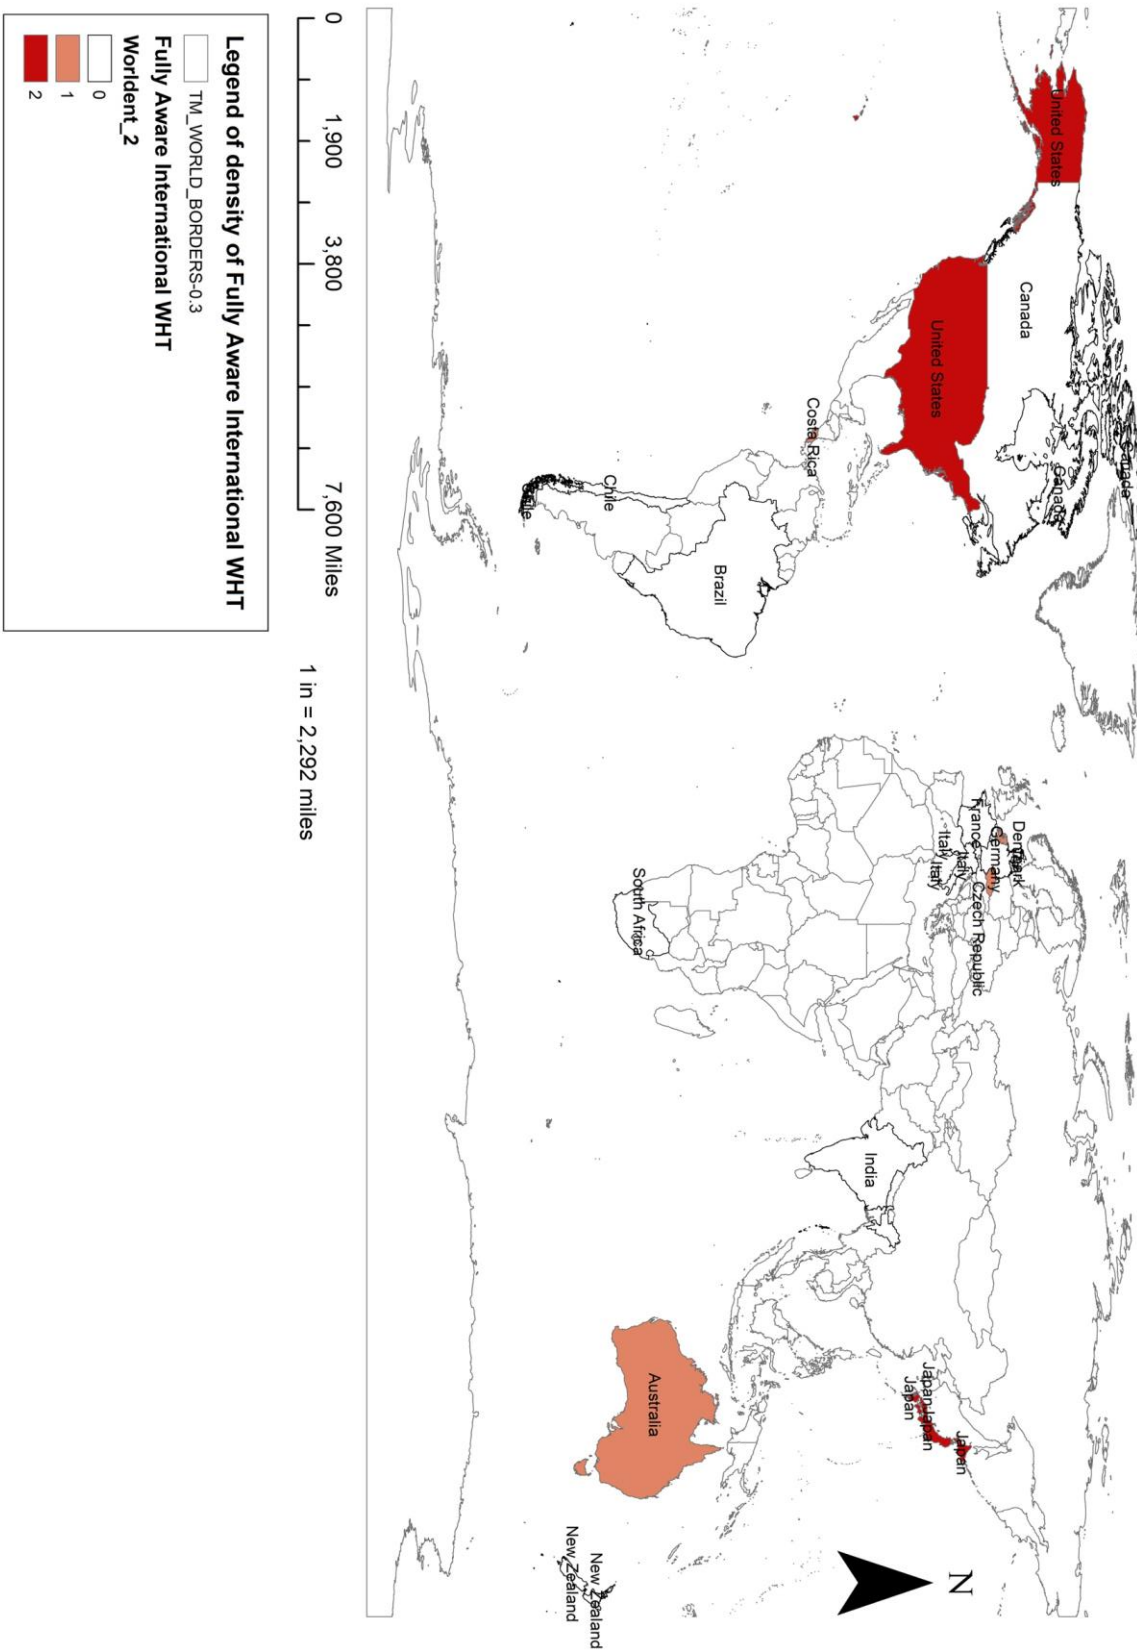 N
United States
Canada
Canada
Canada
United States
Costa Rica
Chile
Chile
Brazil
Denmark
Germany
France
Czech Republic
Italy
Italy
Italy
South Africa
India
Japan
Japan
Japan
Japan
Australia
New Zealand
New Zealand
0 1,900 3,800 7,600 Miles
1 in = 2,292 miles
Legend of density of Fully Aware International WHT
TM_WORLD_BORDERS-0.3
Fully Aware International WHT
Worldent_2
0
1
2